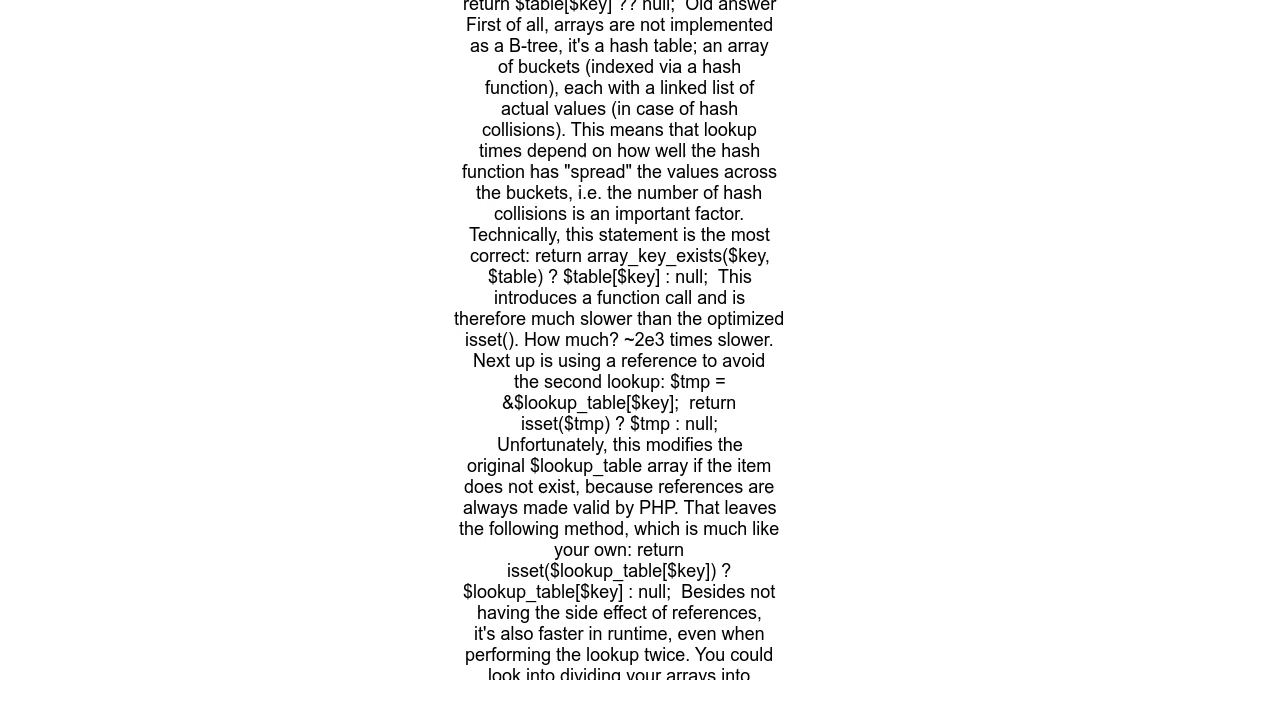 return $table[$key] ?? null;  Old answer
First of all, arrays are not implemented
as a B-tree, it's a hash table; an array
of buckets (indexed via a hash
function), each with a linked list of
actual values (in case of hash
collisions). This means that lookup
times depend on how well the hash
function has "spread" the values across
the buckets, i.e. the number of hash
collisions is an important factor.
Technically, this statement is the most
correct: return array_key_exists($key,
$table) ? $table[$key] : null;  This
introduces a function call and is
therefore much slower than the optimized
isset(). How much? ~2e3 times slower.
Next up is using a reference to avoid
the second lookup: $tmp =
&$lookup_table[$key];  return
isset($tmp) ? $tmp : null;
Unfortunately, this modifies the
original $lookup_table array if the item
does not exist, because references are
always made valid by PHP. That leaves
the following method, which is much like
your own: return
isset($lookup_table[$key]) ?
$lookup_table[$key] : null;  Besides not
having the side effect of references,
it's also faster in runtime, even when
performing the lookup twice. You could
look into dividing your arrays into